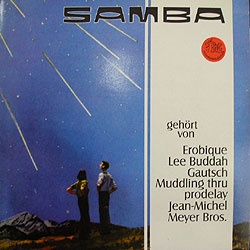 SAMBA
gehört
von
Erobique
Lee Buddah
Gautsch
Muddling thru
prodelay
Jean-Michel
Meyer Bros.